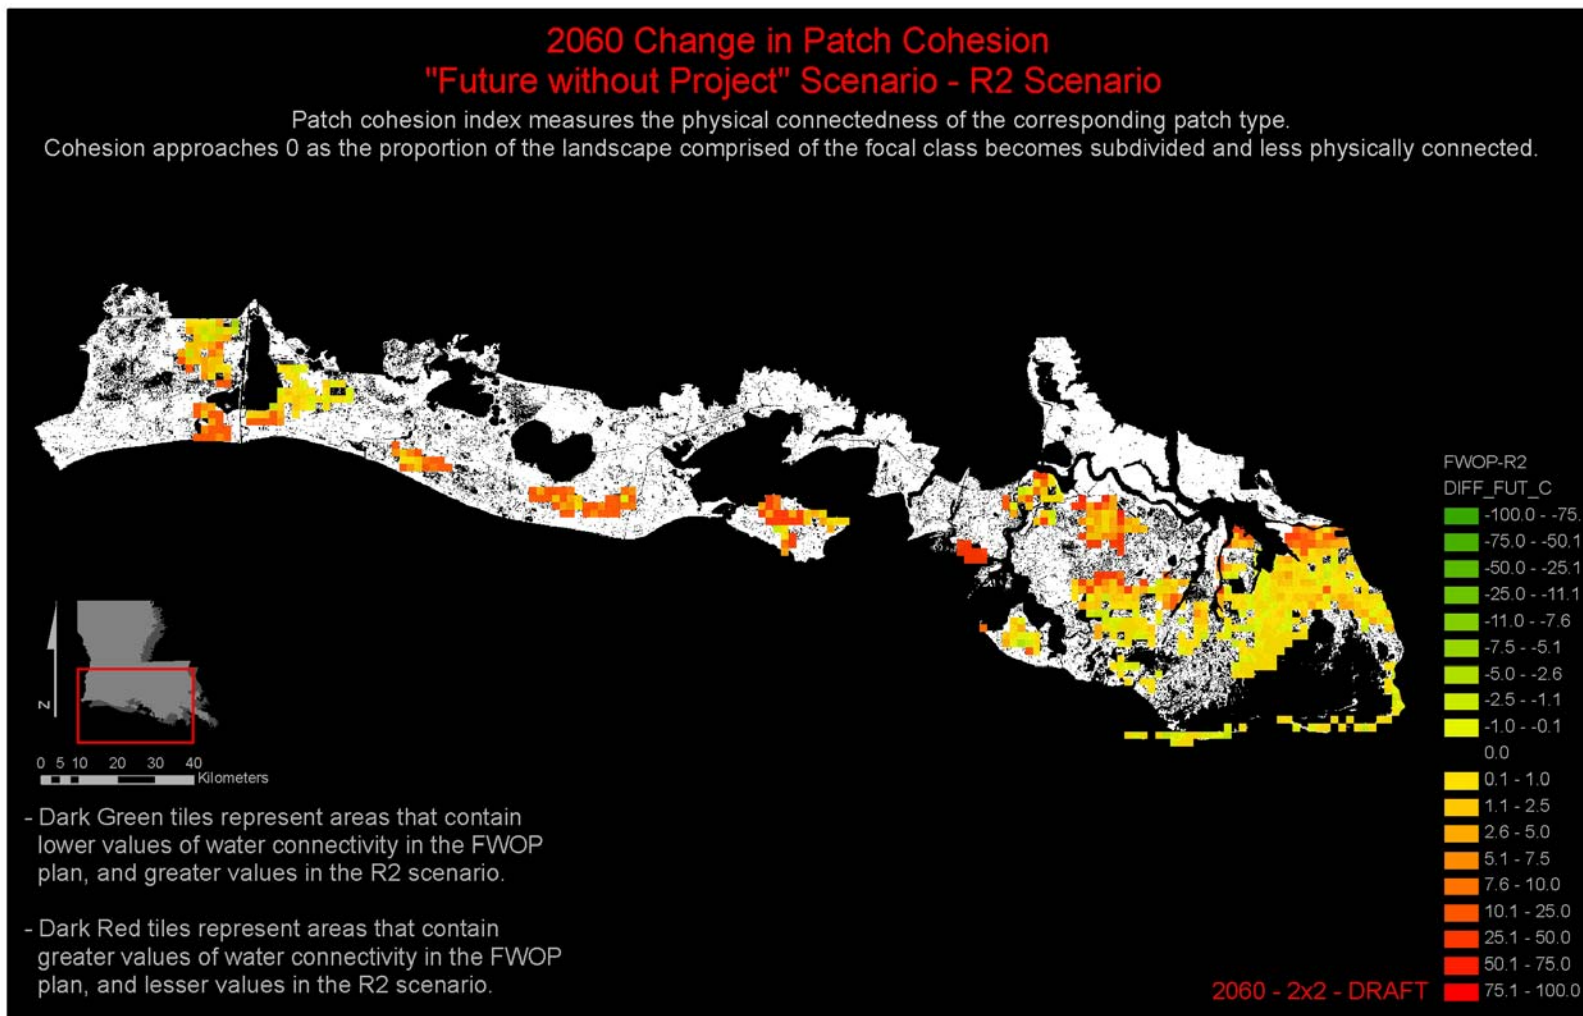 2060 Change in Patch Cohesion
"Future without Project" Scenario - R2 Scenario
Patch cohesion index measures the physical connectedness of the corresponding patch type.
Cohesion approaches 0 as the proportion of the landscape comprised of the focal class becomes subdivided and less physically connected.
FWOP-R2
DIFF_FUT_C
-100.0 - -75.
-75.0 - -50.1
-50.0 - -25.1
-25.0 - -11.1
-11.0 - -7.6
-7.5 - -5.1
-5.0 - -2.6
-2.5 - -1.1
-1.0 - -0.1
0.0
0.1 - 1.0
1.1 - 2.5
2.6 - 5.0
5.1 - 7.5
7.6 - 10.0
10.1 - 25.0
25.1 - 50.0
50.1 - 75.0
75.1 - 100.0
N
0 5 10 20 30 40
Kilometers
- Dark Green tiles represent areas that contain
lower values of water connectivity in the FWOP
plan, and greater values in the R2 scenario.
- Dark Red tiles represent areas that contain
greater values of water connectivity in the FWOP
plan, and lesser values in the R2 scenario.
2060 - 2x2 - DRAFT